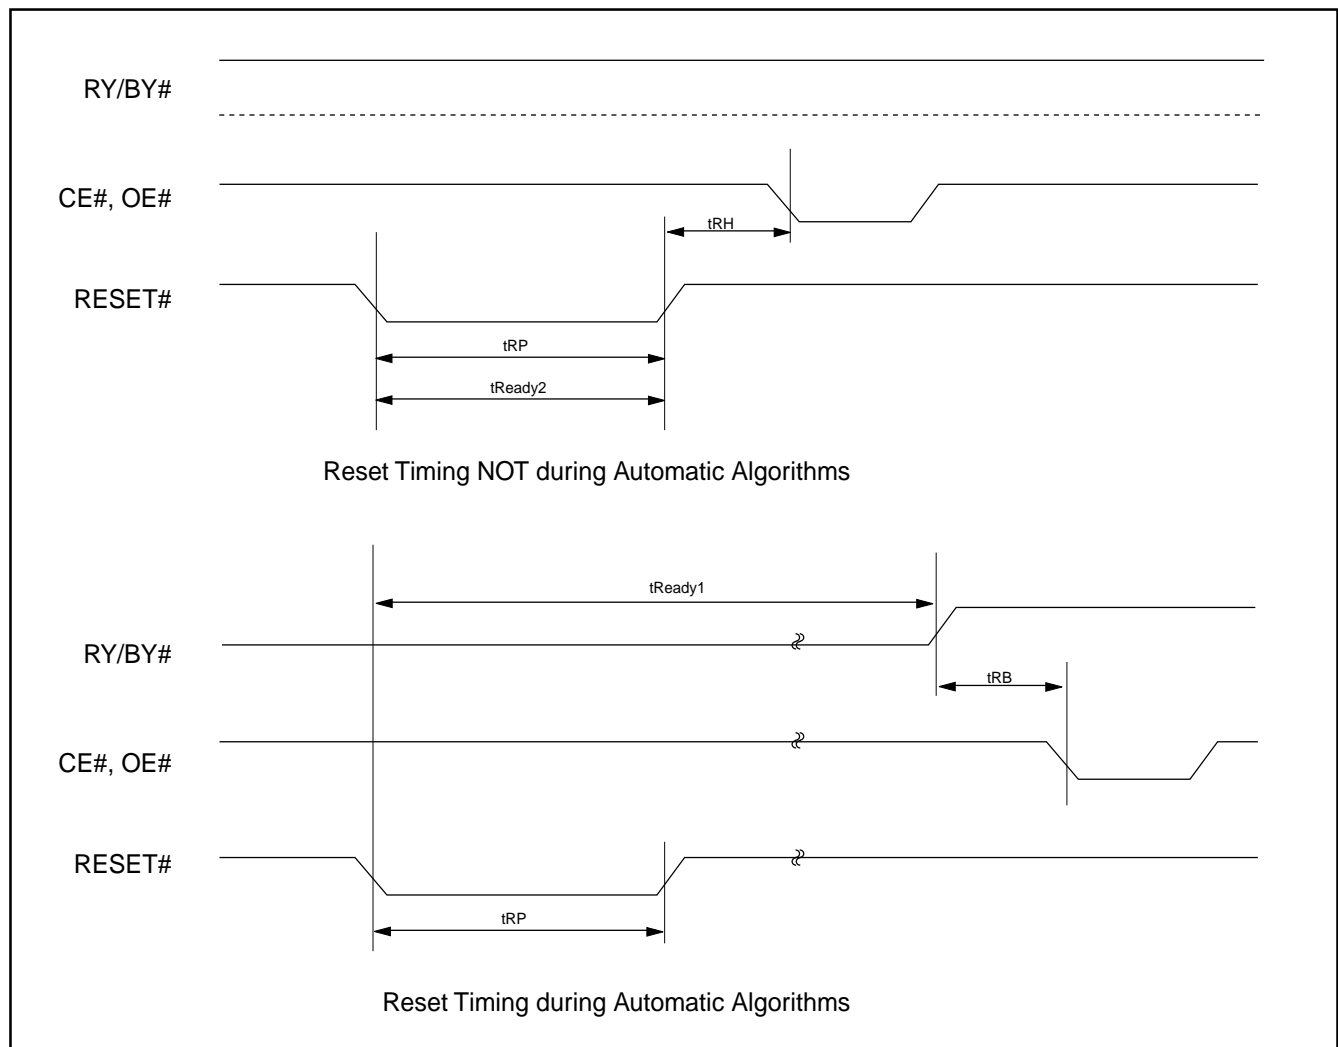 RY/BY#
CE#, OE#
tRH
RESET#
tRP
tReady2
Reset Timing NOT during Automatic Algorithms
tReady1
RY/BY#
tRB
CE#, OE#
RESET#
tRP
Reset Timing during Automatic Algorithms